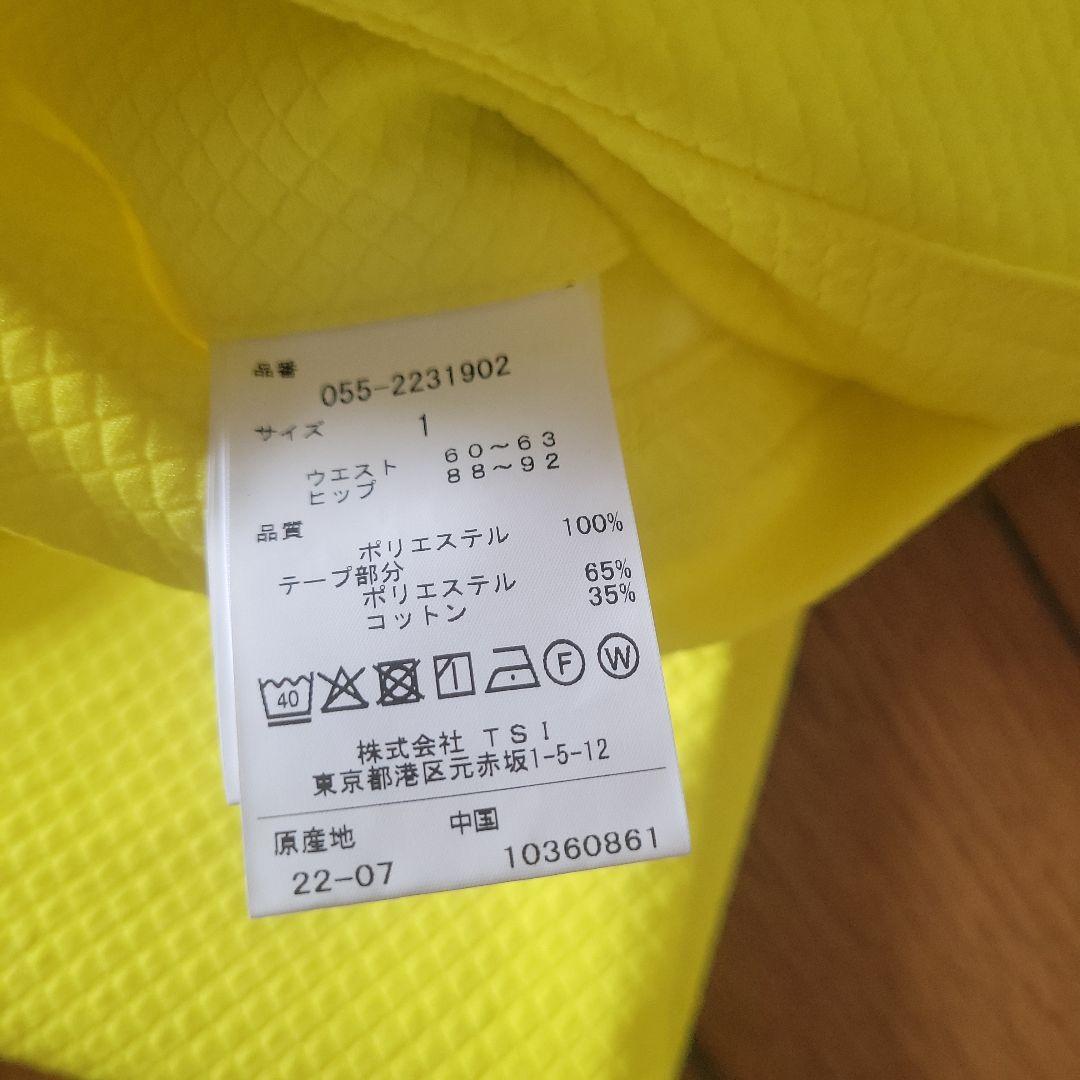 品番
055-2231902
サイズ 1
ウエスト 60～63
ヒップ 88～92
品質
ポリエステル 100%
テープ部分
ポリエステル 65%
コットン 35%
40 F W
株式会社 TSI
東京都港区元赤坂1-5-12
原産地 中国
22-07 10360861